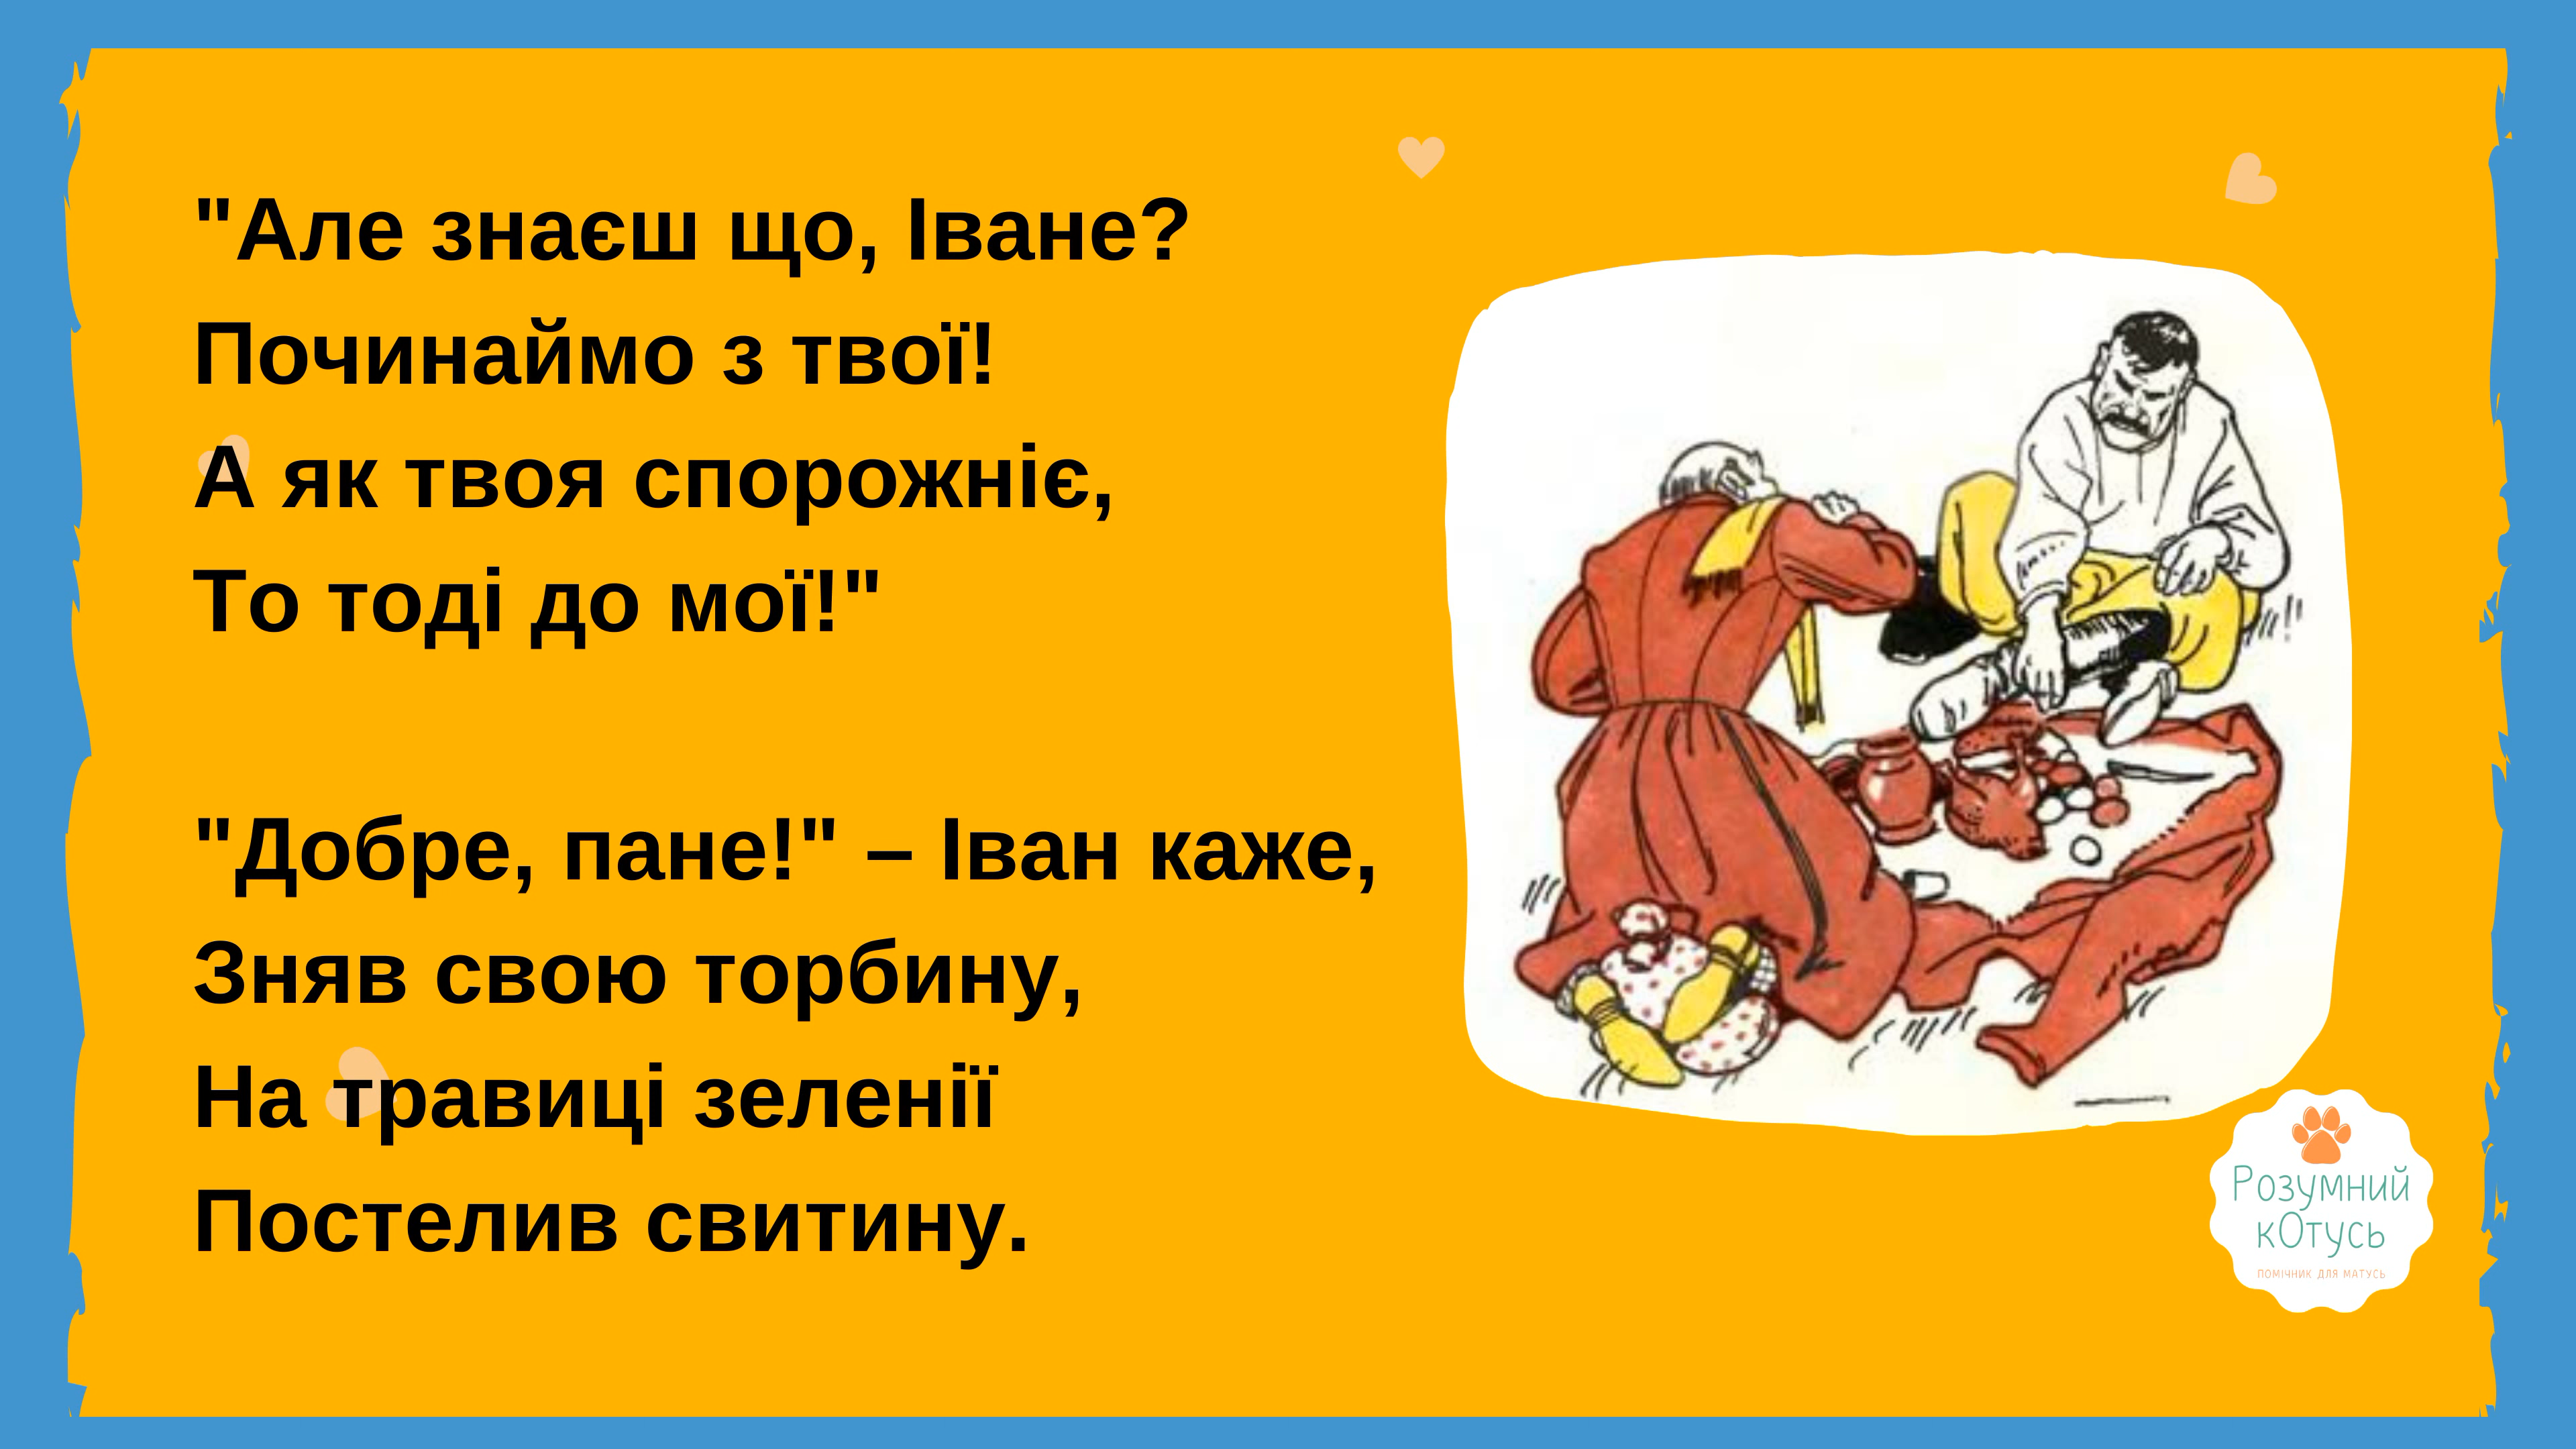 "Але знаєш що, Іване?
Починаймо з твої!
А як твоя спорожніє,
То тоді до мої!"
"Добре, пане!" – Іван каже,
Зняв свою торбину,
На травиці зеленії
Постелив свитину.
Розумний
кОтусь
ПОМІЧНИК ДЛЯ МАТУСЬ